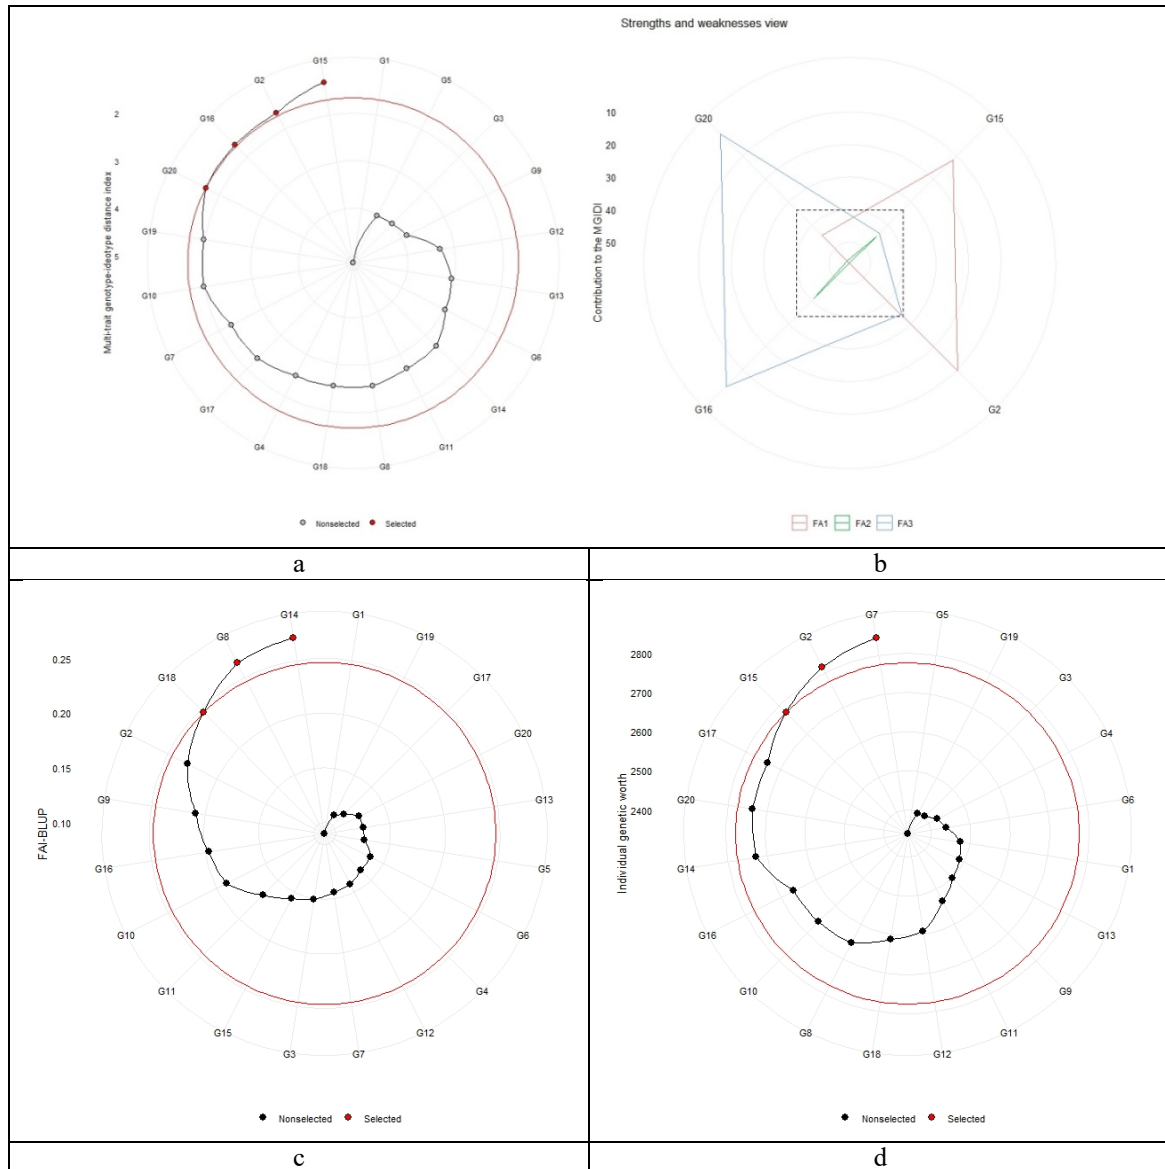 Strengths and weaknesses view
G15
G1
G2
G5
G16
G3
G20
G9
G19
G12
G10
G13
G7
G6
G17
G14
G4
G11
G18
G8
2
3
4
5
Multi-trait genotype-ideotype distance index
Nonselected
Selected
10
20
30
40
50
Contribution to the MGIDI
G20
G15
G16
G2
FA1
FA2
FA3
a
b
G14
G1
G8
G19
G18
G17
G2
G20
G9
G13
G16
G5
G10
G6
G11
G4
G15
G12
G3
G7
0.25
0.20
0.15
0.10
FAI-BLUP
Nonselected
Selected
G7
G5
G2
G19
G15
G3
G17
G4
G20
G6
G14
G1
G16
G13
G10
G9
G8
G11
G18
G12
2800
2700
2600
2500
2400
Individual genetic worth
Nonselected
Selected
c
d